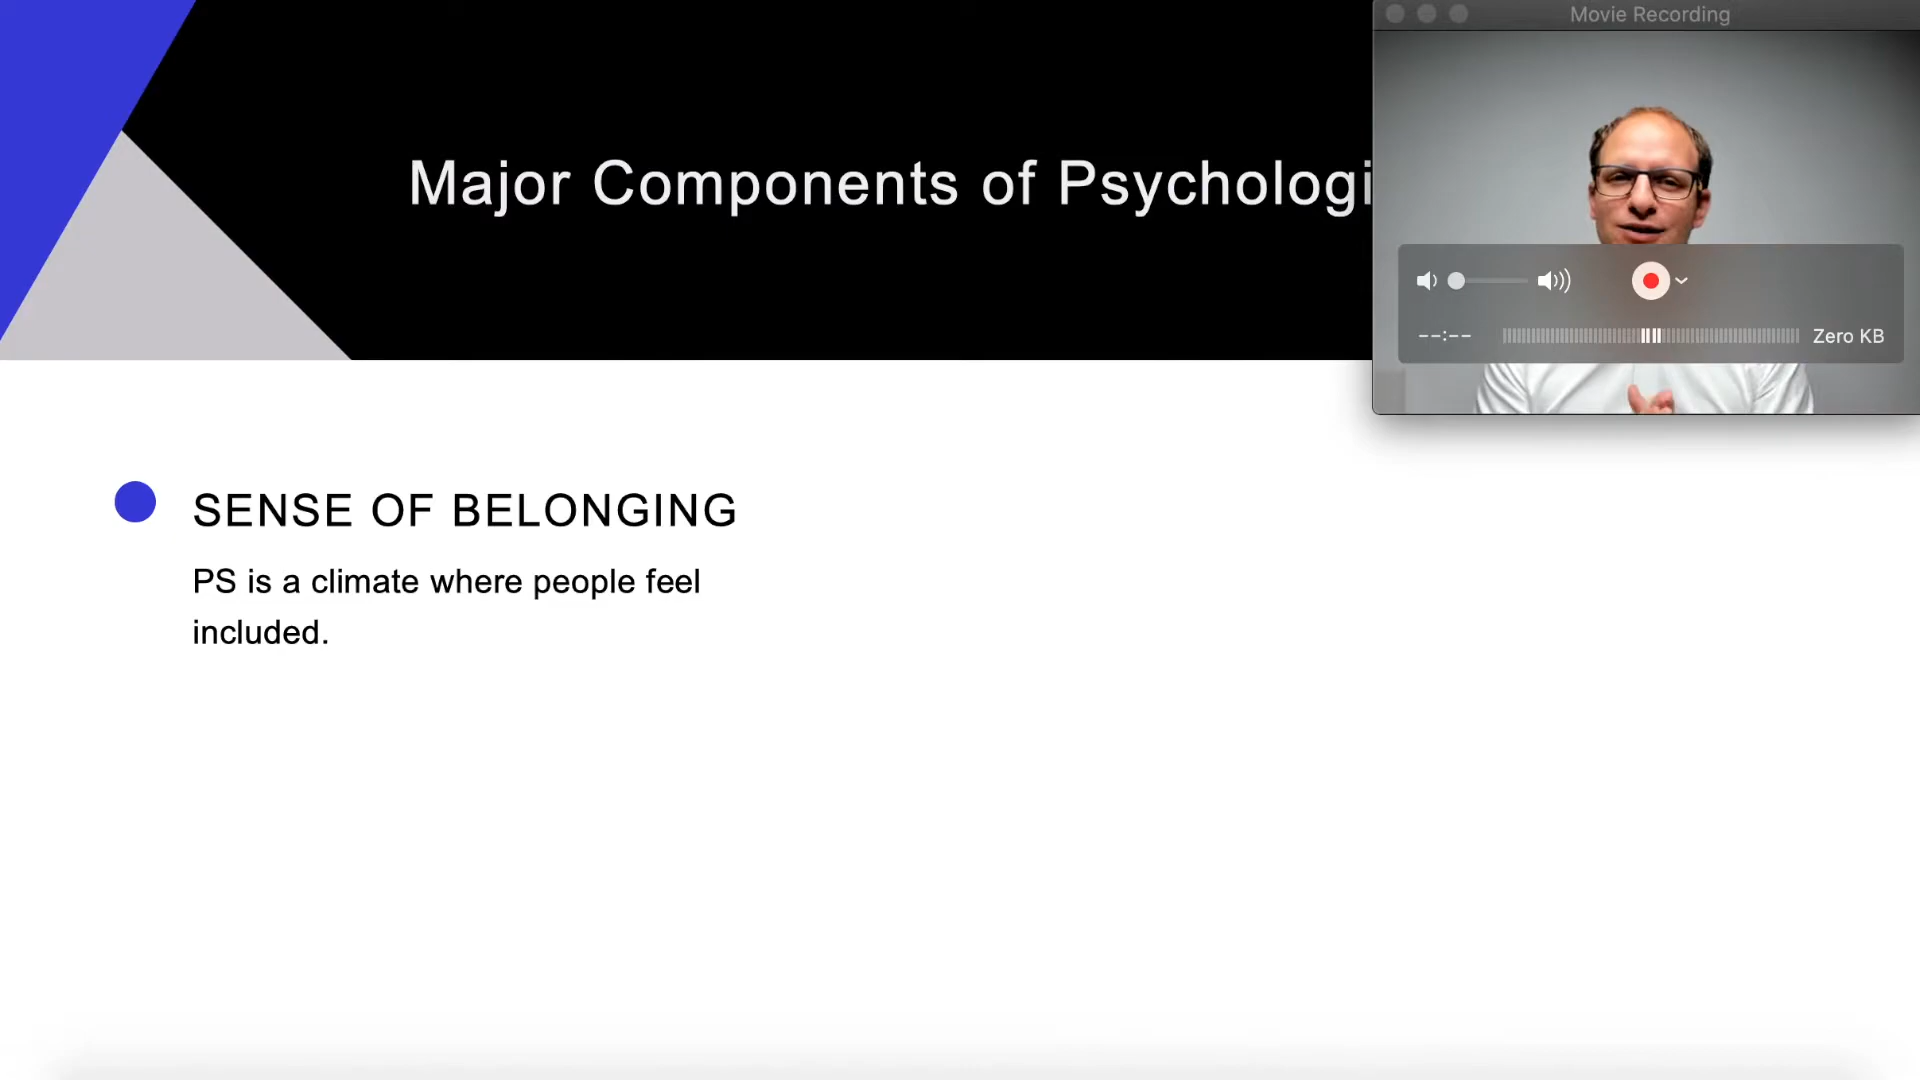 Movie Recording
Major Components of Psychologi
--:--
Zero KB
SENSE OF BELONGING
PS is a climate where people feel
included.